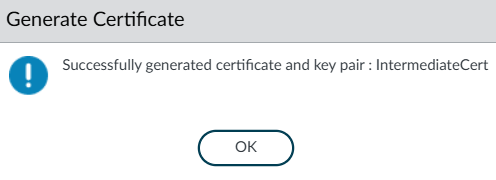 Generate Certificate
Successfully generated certificate and key pair : IntermediateCert
OK